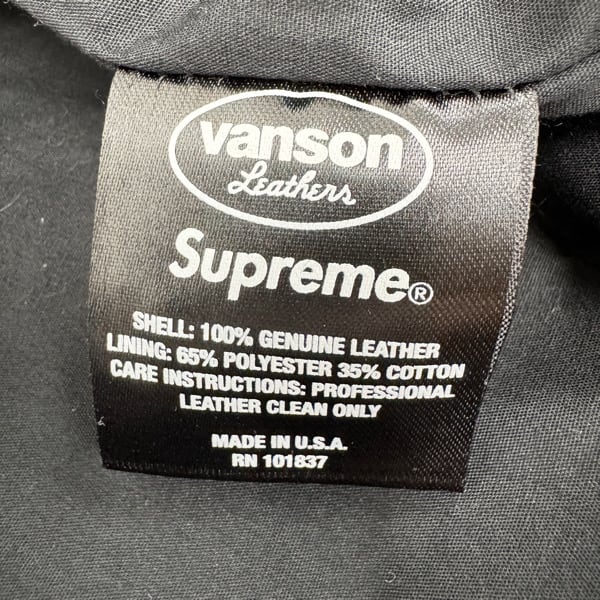 vanson
Leathers
Supreme®
SHELL: 100% GENUINE LEATHER
LINING: 65% POLYESTER 35% COTTON
CARE INSTRUCTIONS: PROFESSIONAL
LEATHER CLEAN ONLY
MADE IN U.S.A.
RN 101837